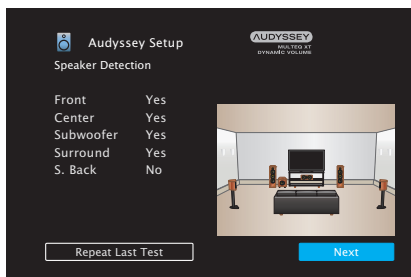 Audyssey Setup
AUDYSSEY
MULTEQ XT
DYNAMIC VOLUME
Speaker Detection
Front Yes
Center Yes
Subwoofer Yes
Surround Yes
S. Back No
Repeat Last Test
Next